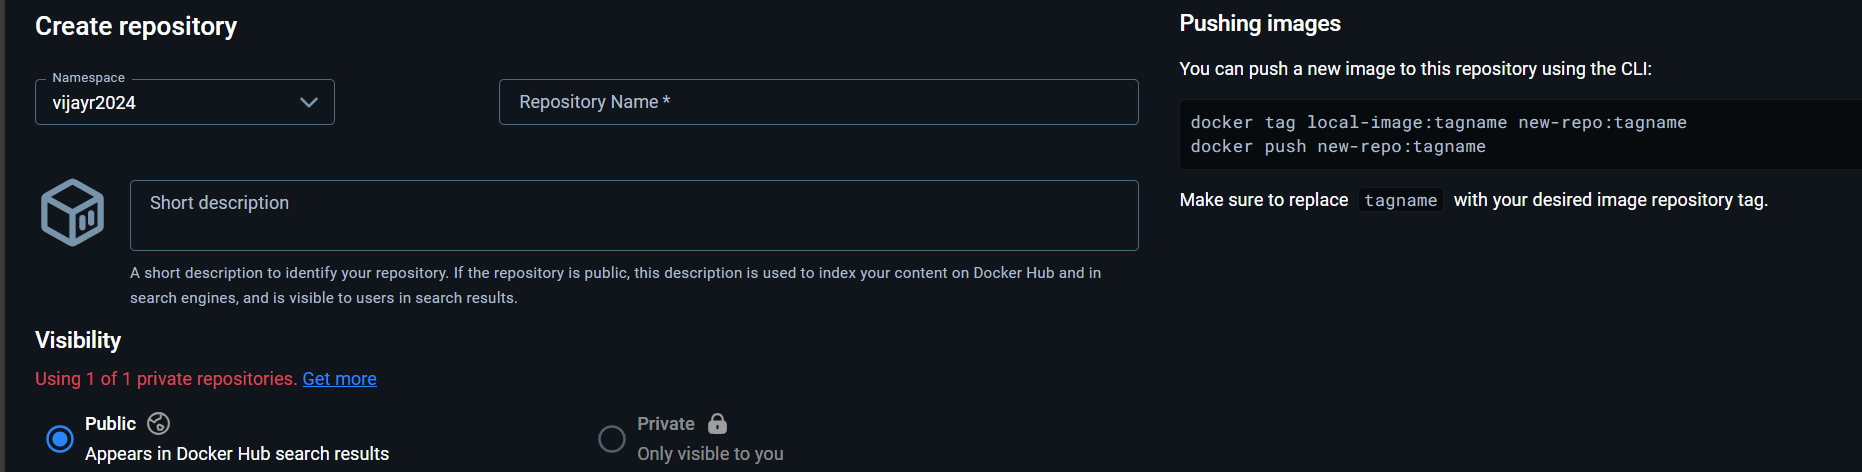 Create repository
Namespace
vijayr2024
Repository Name *
Short description
A short description to identify your repository. If the repository is public, this description is used to index your content on Docker Hub and in
search engines, and is visible to users in search results.
Visibility
Using 1 of 1 private repositories. Get more
Public
Appears in Docker Hub search results
Private
Only visible to you
Pushing images
You can push a new image to this repository using the CLI:
docker tag local-image:tagname new-repo:tagname
docker push new-repo:tagname
Make sure to replace tagname with your desired image repository tag.